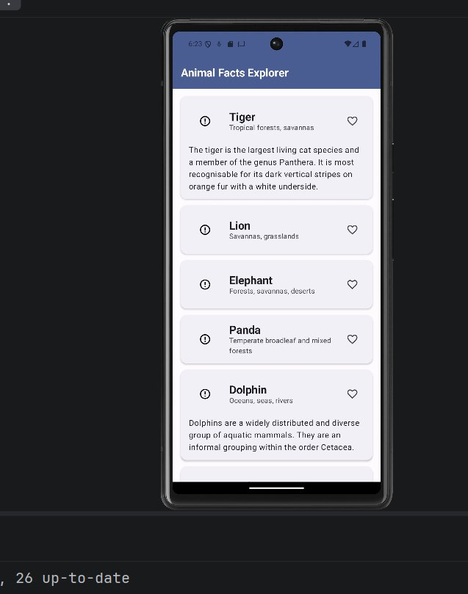 6:23
Animal Facts Explorer
Tiger
Tropical forests, savannas
The tiger is the largest living cat species and
a member of the genus Panthera. It is most
recognisable for its dark vertical stripes on
orange fur with a white underside.
Lion
Savannas, grasslands
Elephant
Forests, savannas, deserts
Panda
Temperate broadleaf and mixed
forests
Dolphin
Oceans, seas, rivers
Dolphins are a widely distributed and diverse
group of aquatic mammals. They are an
informal grouping within the order Cetacea.
, 26 up-to-date